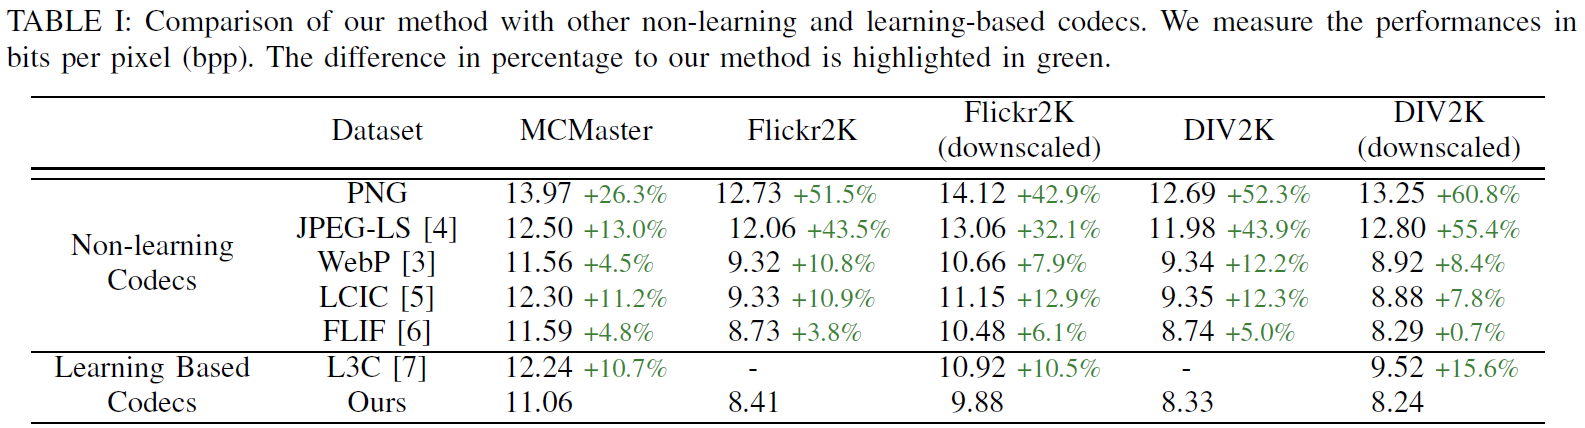 TABLE I: Comparison of our method with other non-learning and learning-based codecs. We measure the performances in
bits per pixel (bpp). The difference in percentage to our method is highlighted in green.
Dataset MCMaster Flickr2K Flickr2K (downscaled) DIV2K DIV2K (downscaled)
Non-learning Codecs
PNG 13.97 +26.3% 12.73 +51.5% 14.12 +42.9% 12.69 +52.3% 13.25 +60.8%
JPEG-LS [4] 12.50 +13.0% 12.06 +43.5% 13.06 +32.1% 11.98 +43.9% 12.80 +55.4%
WebP [3] 11.56 +4.5% 9.32 +10.8% 10.66 +7.9% 9.34 +12.2% 8.92 +8.4%
LCIC [5] 12.30 +11.2% 9.33 +10.9% 11.15 +12.9% 9.35 +12.3% 8.88 +7.8%
FLIF [6] 11.59 +4.8% 8.73 +3.8% 10.48 +6.1% 8.74 +5.0% 8.29 +0.7%
Learning Based Codecs
L3C [7] 12.24 +10.7% - 10.92 +10.5% - 9.52 +15.6%
Ours 11.06 8.41 9.88 8.33 8.24